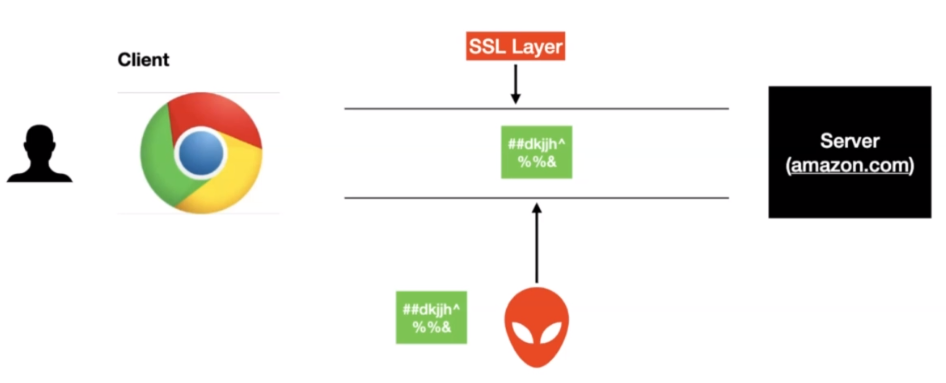 SSL Layer
Client
##dkjjh^
%%&
Server
(amazon.com)
##dkjjh^
%%&